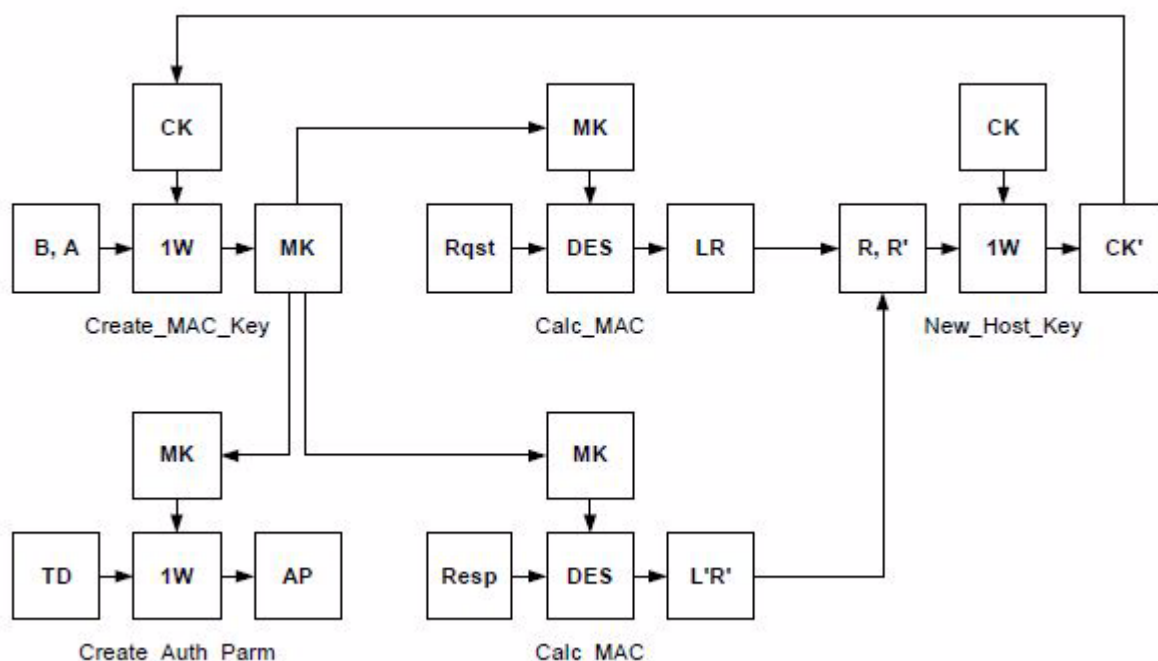 CK
MK
CK
B, A
1W
MK
Rqst
DES
LR
R, R'
1W
CK'
Create_MAC_Key
Calc_MAC
New_Host_Key
MK
MK
TD
1W
AP
Resp
DES
L'R'
Create_Auth_Parm
Calc_MAC